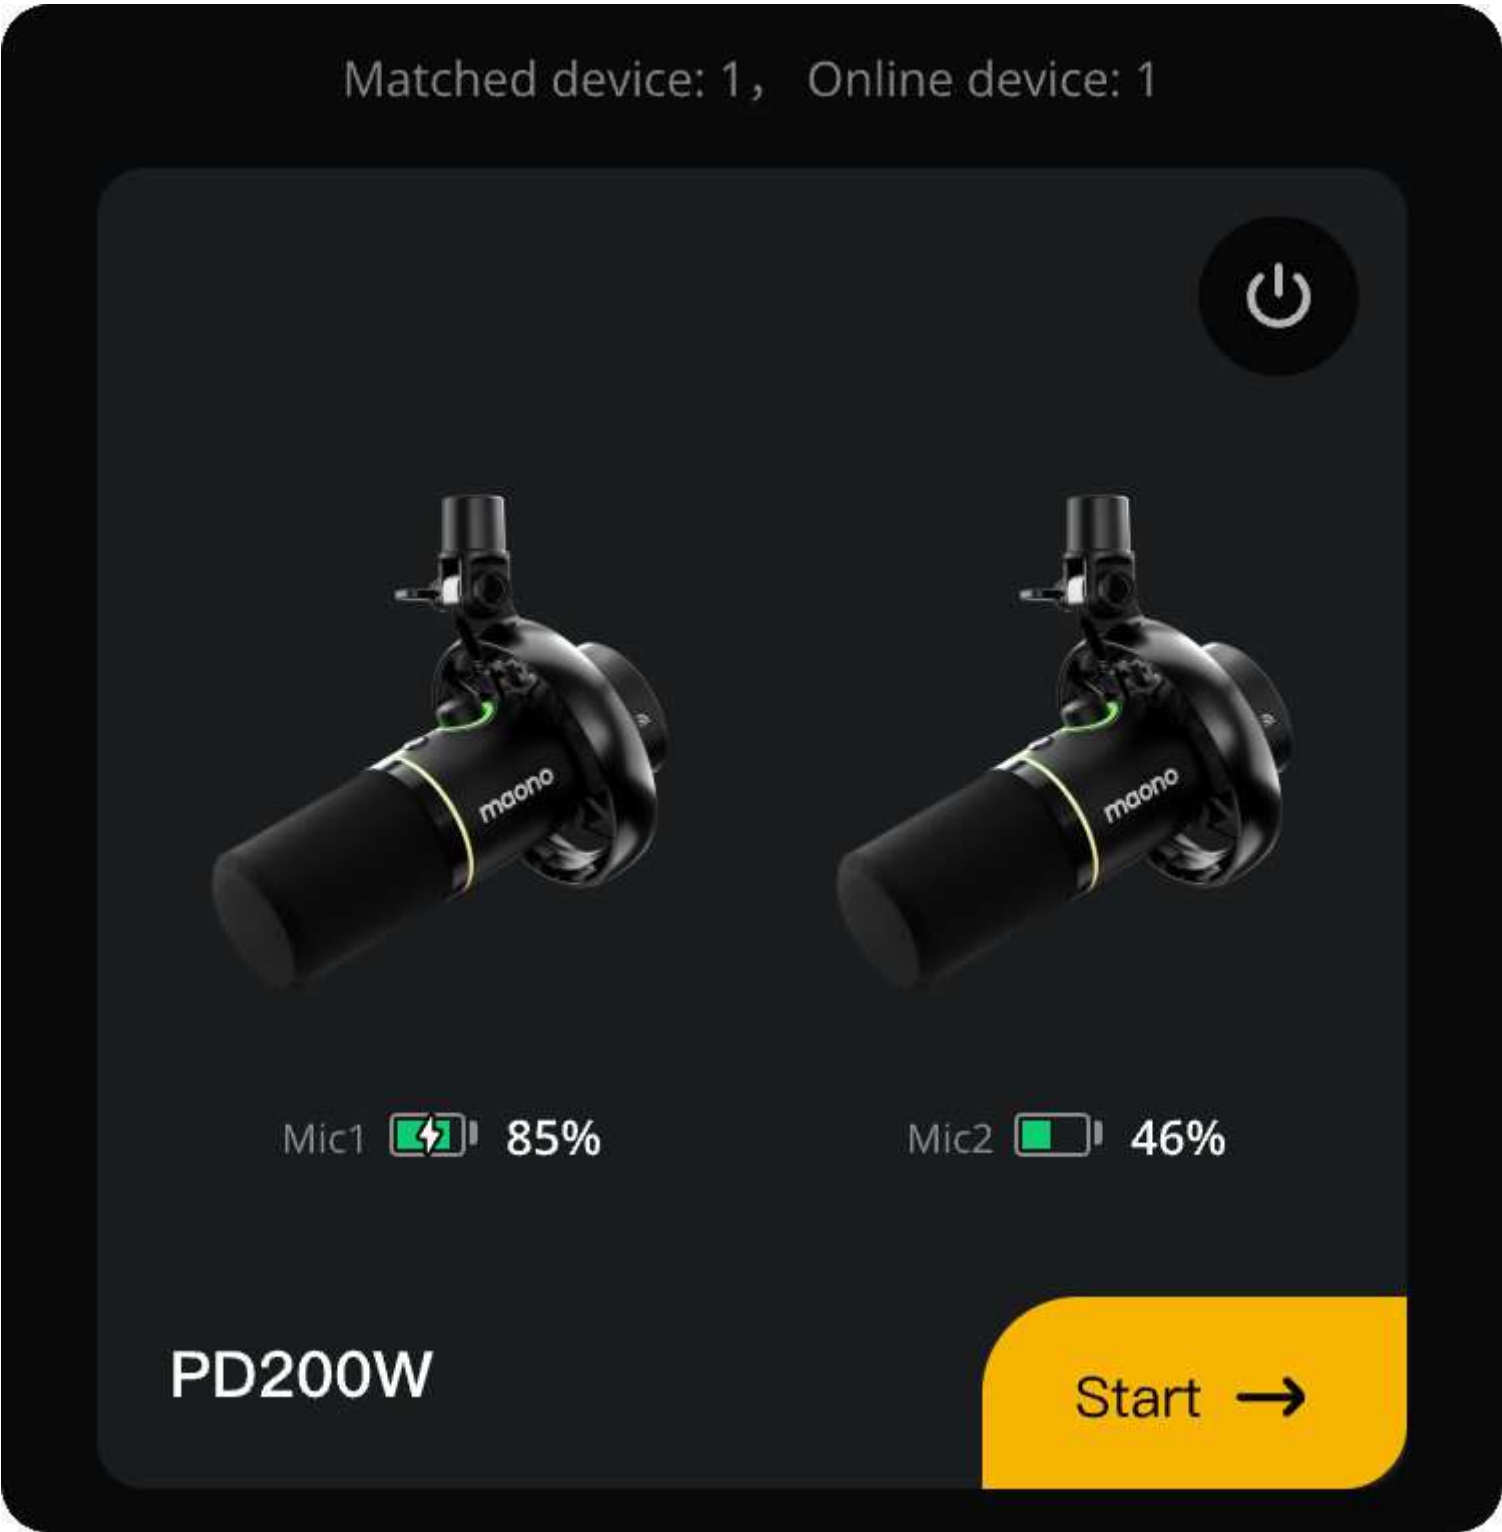 Matched device: 1， Online device: 1
maono
maono
Mic1 85%
Mic2 46%
PD200W
Start →